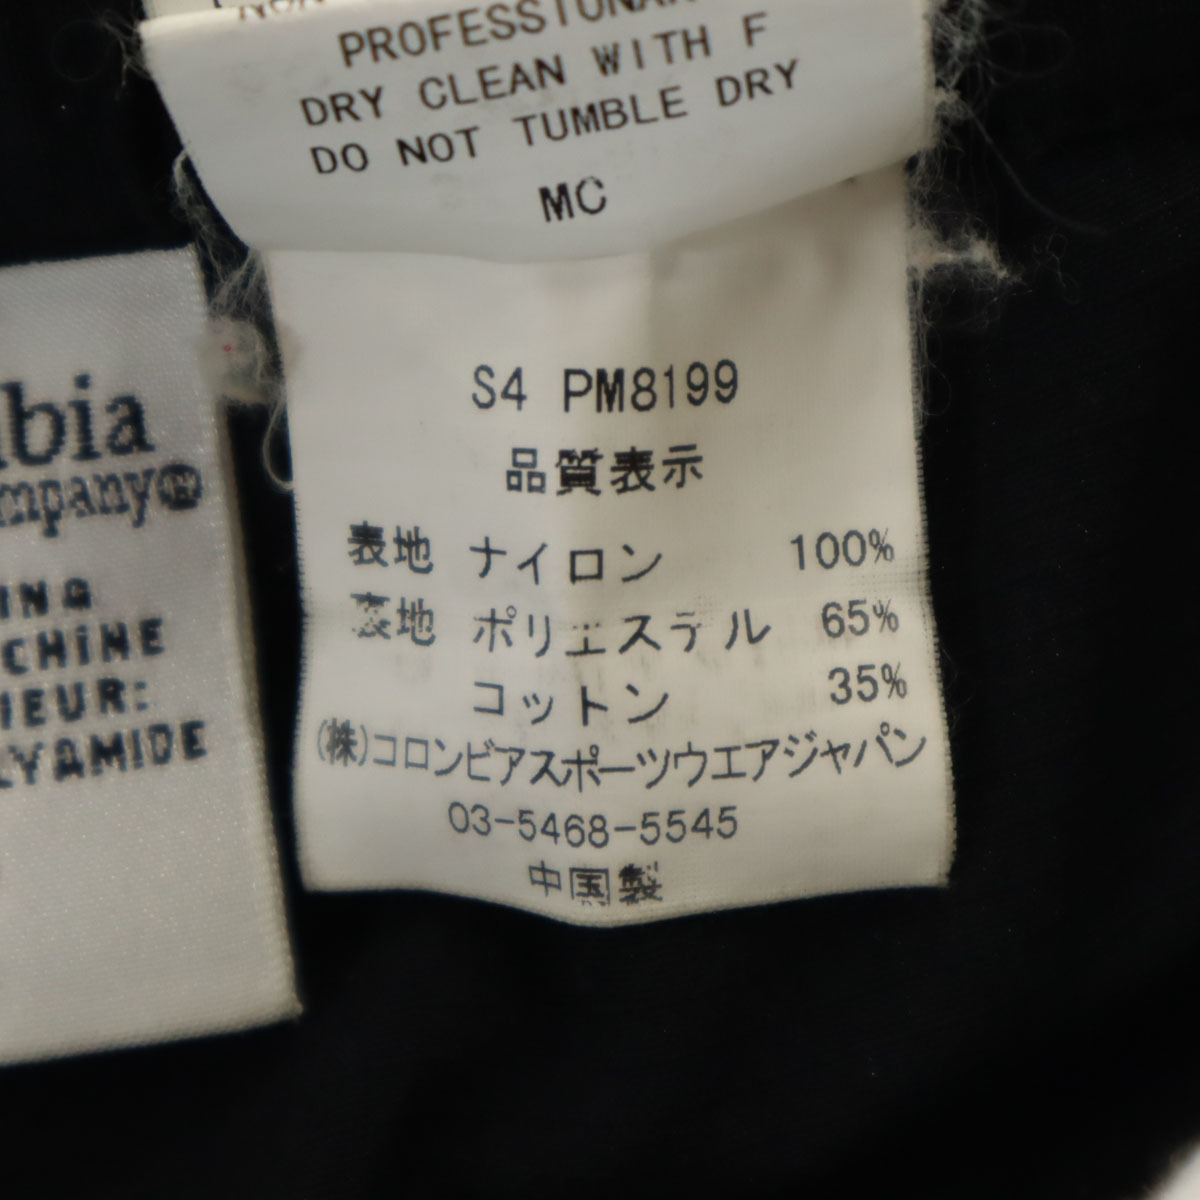 DRY CLEAN WITH F
DO NOT TUMBLE DRY
MC
S4 PM8199
品質表示
表地 ナイロン 100%
裏地 ポリエステル 65%
コットン 35%
(株)コロンビアスポーツウエアジャパン
03-5468-5545
中国製
bia
mpany®
ING
CHINE
IEUR:
LYAMIDE